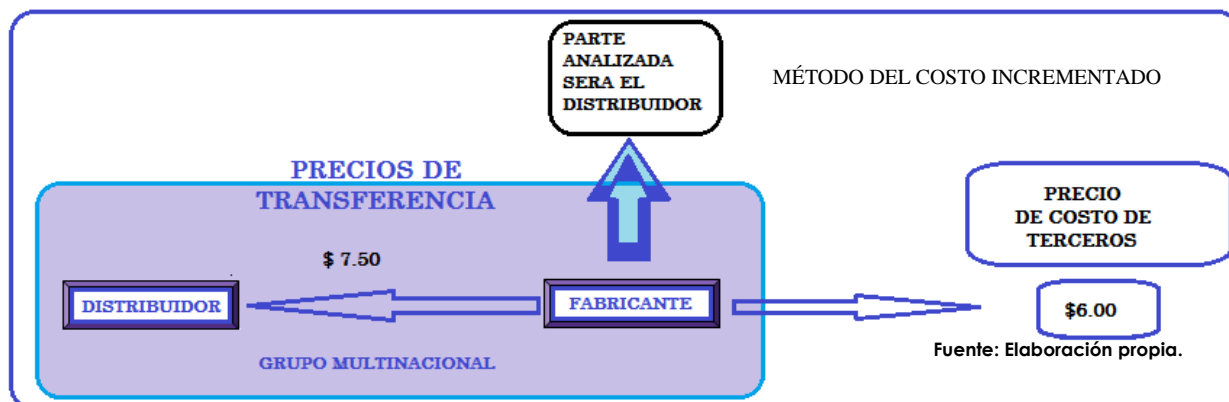 PARTE
ANALIZADA
SERA EL
DISTRIBUIDOR
MÉTODO DEL COSTO INCREMENTADO
PRECIOS DE
TRANSFERENCIA
PRECIO
DE COSTO DE
TERCEROS
$ 7.50
DISTRIBUIDOR
FABRICANTE
$6.00
GRUPO MULTINACIONAL
Fuente: Elaboración propia.